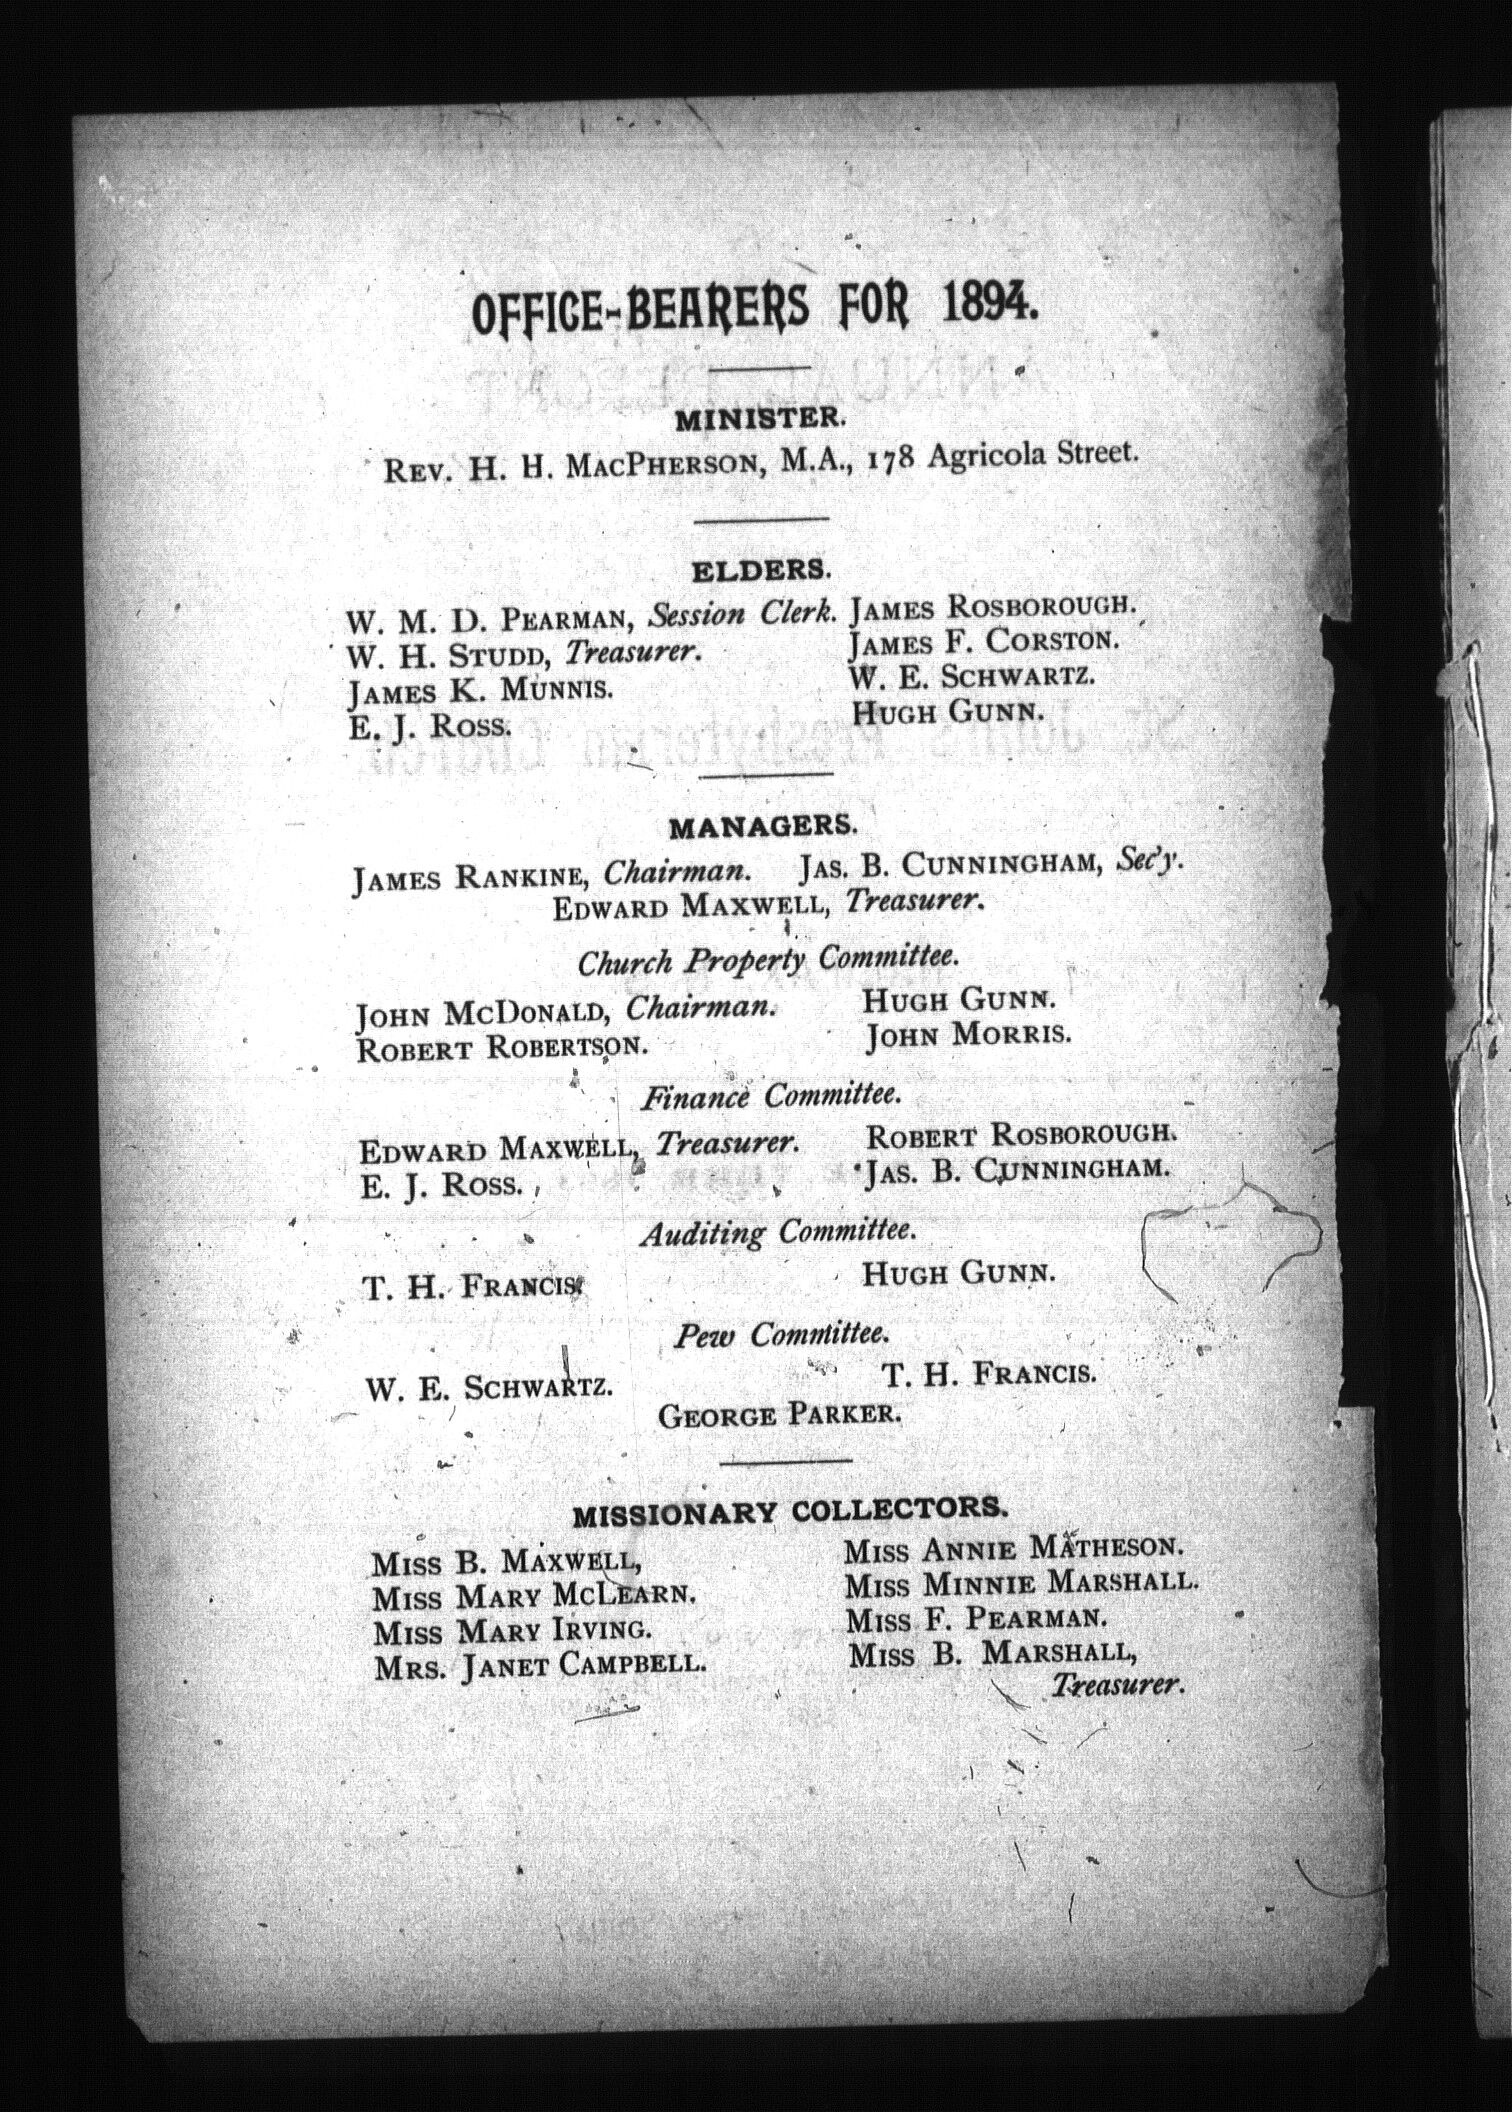 OFFICE-BEARERS FOR 1894.
MINISTER.
REV. H. H. MACPHERSON, M.A., 178 Agricola Street.
ELDERS.
W. M. D. PEARMAN, Session Clerk. JAMES ROSBOROUGH.
W. H. STUDD, Treasurer. JAMES F. CORSTON.
JAMES K. MUNNIS. W. E. SCHWARTZ.
E. J. ROSS. HUGH GUNN.
MANAGERS.
JAMES RANKINE, Chairman. JAS. B. CUNNINGHAM, Sec'y.
EDWARD MAXWELL, Treasurer.
Church Property Committee.
JOHN MCDONALD, Chairman. HUGH GUNN.
ROBERT ROBERTSON. JOHN MORRIS.
Finance Committee.
EDWARD MAXWELL, Treasurer. ROBERT ROSBOROUGH.
E. J. ROSS. JAS. B. CUNNINGHAM.
Auditing Committee.
T. H. FRANCIS. HUGH GUNN.
Pew Committee.
W. E. SCHWARTZ. T. H. FRANCIS.
GEORGE PARKER.
MISSIONARY COLLECTORS.
MISS B. MAXWELL, MISS ANNIE MATHESON.
MISS MARY MCLEARN. MISS MINNIE MARSHALL.
MISS MARY IRVING. MISS F. PEARMAN.
MRS. JANET CAMPBELL. MISS B. MARSHALL,
Treasurer.